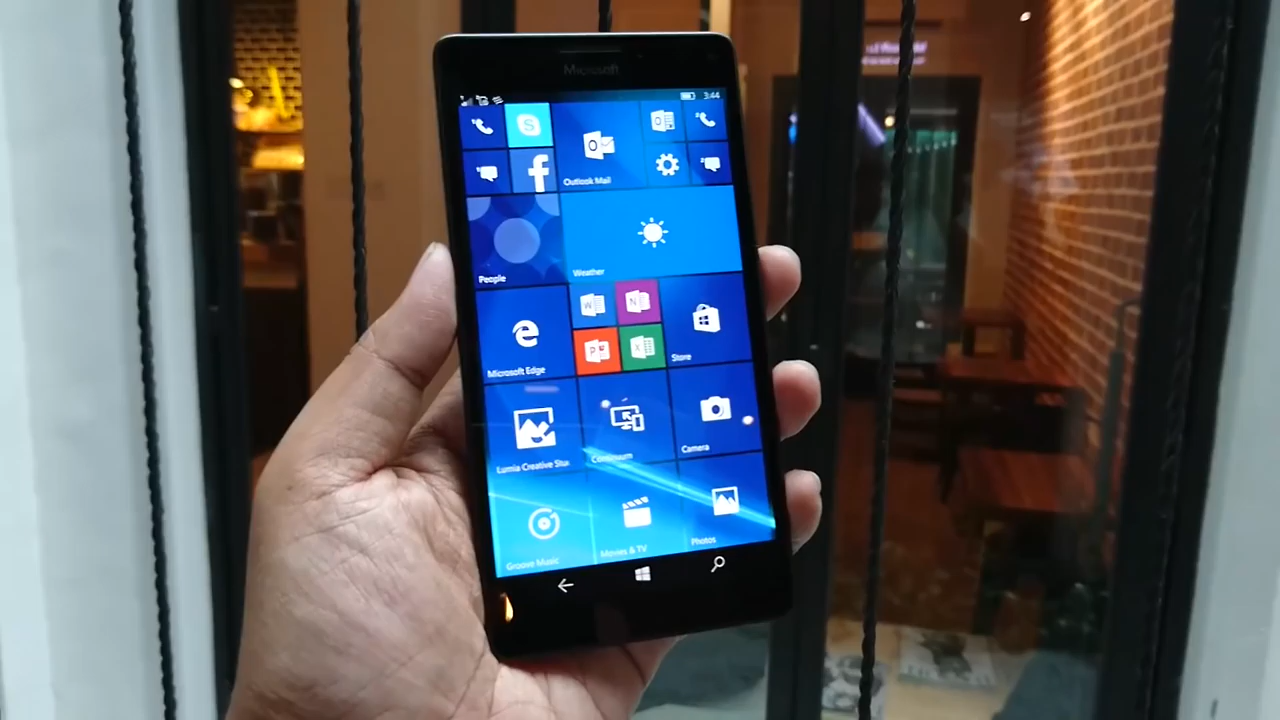 Microsoft
3:44
Outlook Mail
People
Weather
Microsoft Edge
Store
Lumia Creative Stu
Continuum
Camera
Groove Music
Movies & TV
Photos